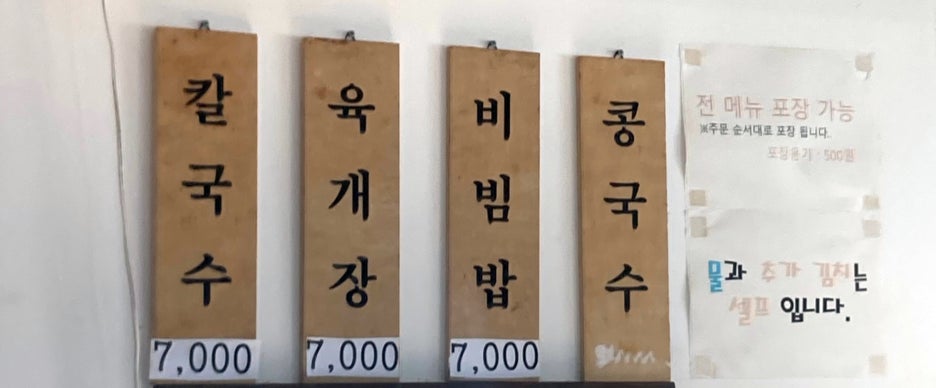 칼국수
7,000
육개장
7,000
비빔밥
7,000
콩국수
전 메뉴 포장 가능
※주문 순서대로 포장 됩니다.
포장용기 · 500원
물과 추가 김치는
셀프 입니다.